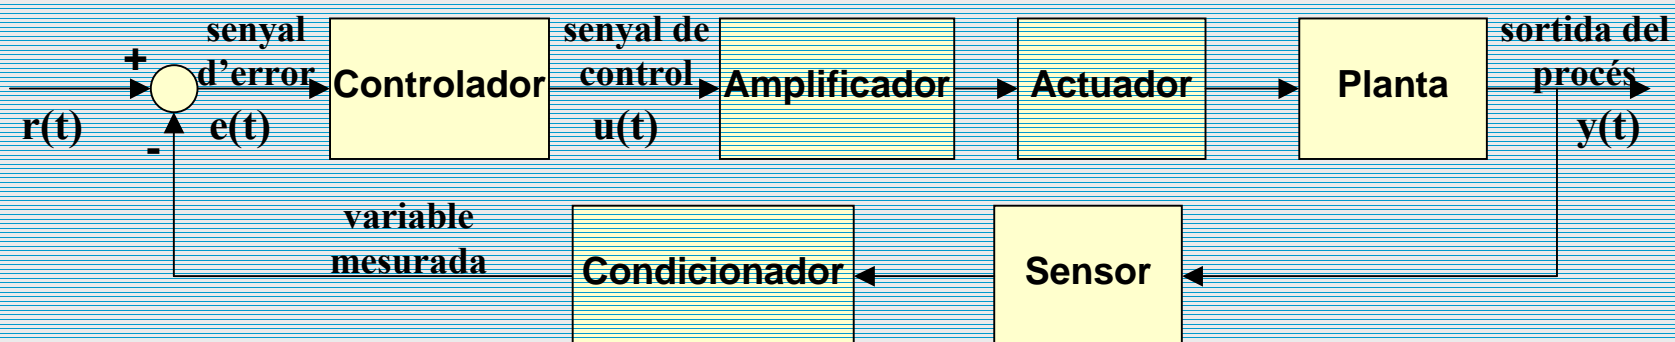 senyal
d'error
senyal de
control
sortida del
procés
+
Controlador
Amplificador
Actuador
Planta
r(t)
e(t)
u(t)
y(t)
-
variable
mesurada
Condicionador
Sensor